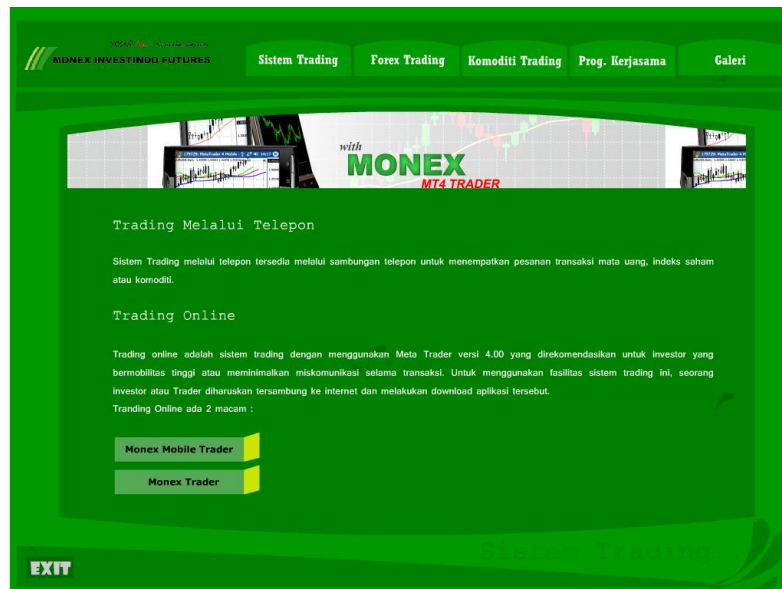 MONEX INVESTINDO FUTURES
Sistem Trading
Forex Trading
Komoditi Trading
Prog. Kerjasama
Galeri
with
MONEX
MT4 TRADER
Trading Melalui Telepon
Sistem Trading melalui telepon tersedia melalui sambungan telepon untuk menempatkan pesanan transaksi mata uang, indeks saham
atau komoditi.
Trading Online
Trading online adalah sistem trading dengan menggunakan Meta Trader versi 4.00 yang direkomendasikan untuk investor yang
bermobilitas tinggi atau meminimalkan miskomunikasi selama transaksi. Untuk menggunakan fasilitas sistem trading ini, seorang
investor atau Trader diharuskan tersambung ke internet dan melakukan download aplikasi tersebut.
Tranding Online ada 2 macam :
Monex Mobile Trader
Monex Trader
Sistem Trading..
EXIT